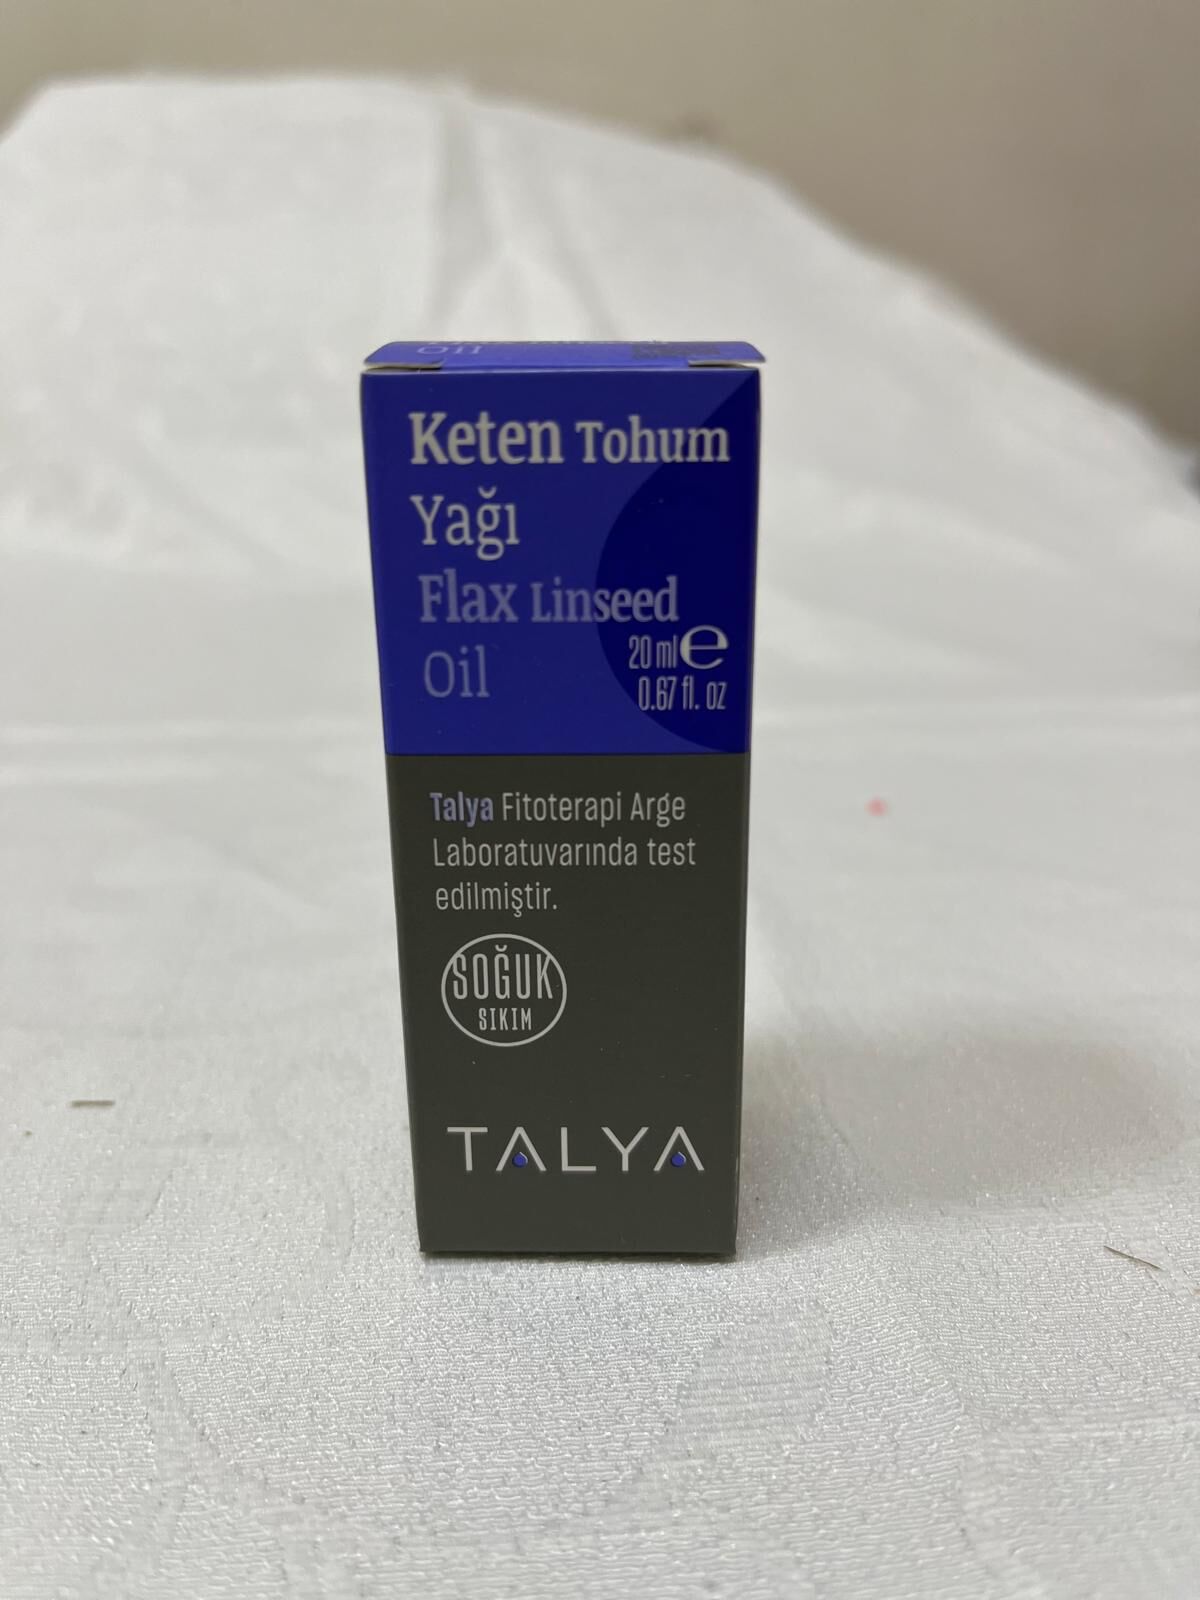 Oil
Keten Tohum
Yağı
Flax Linseed
Oil
20 ml e
0.67 fl. oz
Talya Fitoterapi Arge
Laboratuvarında test
edilmiştir.
SOĞUK
SIKIM
TALYA